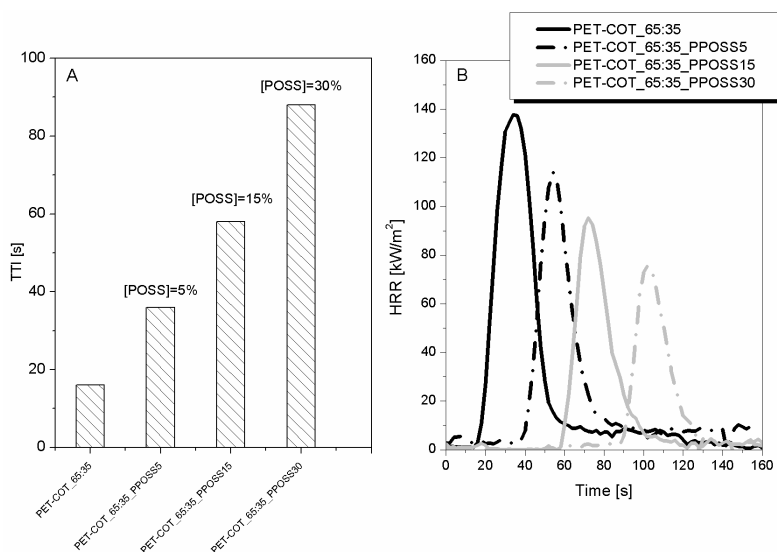 A
TTI [s]
100
80
60
40
20
0
[POSS]=5%
[POSS]=15%
[POSS]=30%
PET-COT_65:35
PET-COT_65:35_PPOSS5
PET-COT_65:35_PPOSS15
PET-COT_65:35_PPOSS30
PET-COT_65:35
PET-COT_65:35_PPOSS5
PET-COT_65:35_PPOSS15
PET-COT_65:35_PPOSS30
B
HRR [kW/m²]
160
140
120
100
80
60
40
20
0
0 20 40 60 80 100 120 140 160
Time [s]